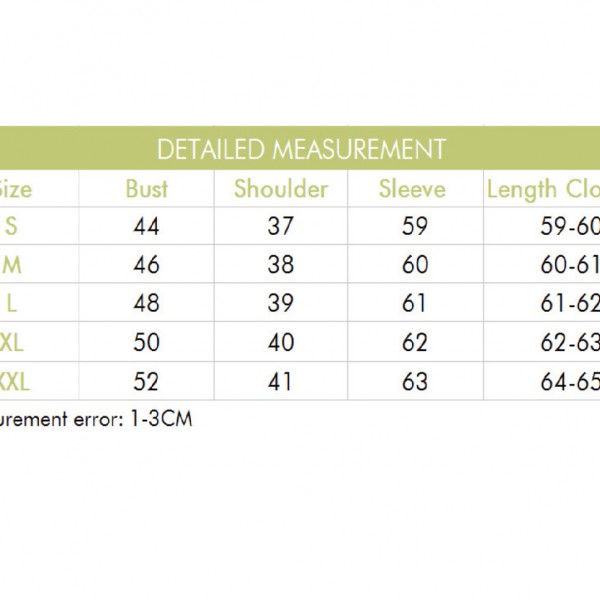 DETAILED MEASUREMENT
Size Bust Shoulder Sleeve Length Clo
S 44 37 59 59-60
M 46 38 60 60-61
L 48 39 61 61-62
XL 50 40 62 62-63
XXL 52 41 63 64-65
urement error: 1-3CM